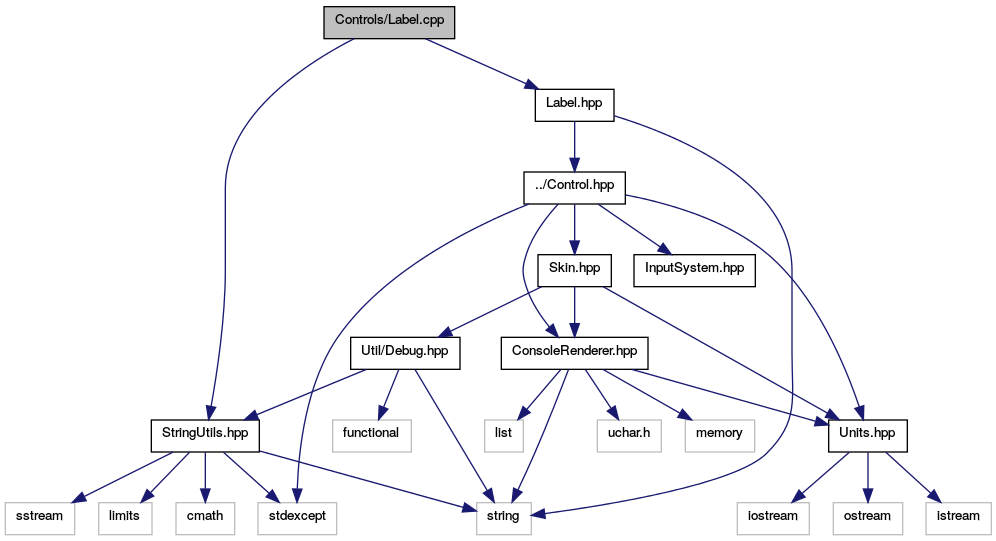 Controls/Label.cpp
Label.hpp
../Control.hpp
Skin.hpp
InputSystem.hpp
Util/Debug.hpp
ConsoleRenderer.hpp
StringUtils.hpp
functional
list
uchar.h
memory
Units.hpp
sstream
limits
cmath
stdexcept
string
iostream
ostream
istream